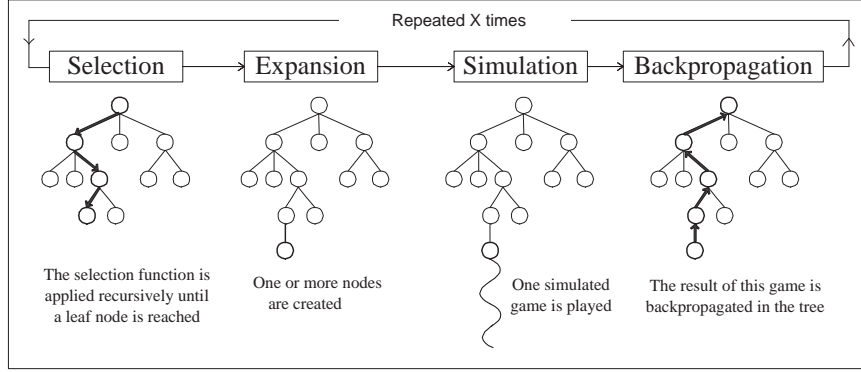 Repeated X times
Selection
Expansion
Simulation
Backpropagation
The selection function is
applied recursively until
a leaf node is reached
One or more nodes
are created
One simulated
game is played
The result of this game is
backpropagated in the tree